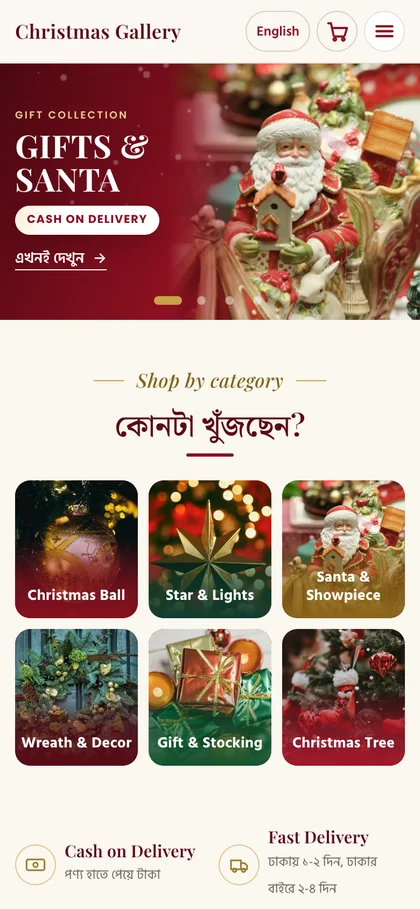 Christmas Gallery
English
GIFT COLLECTION
GIFTS &
SANTA
CASH ON DELIVERY
এখনই দেখুন →
Shop by category
কোনটা খুঁজছেন?
Christmas Ball
Star & Lights
Santa &
Showpiece
Wreath & Decor
Gift & Stocking
Christmas Tree
Cash on Delivery
পণ্য হাতে পেয়ে টাকা
Fast Delivery
ঢাকায় ১-২ দিন, ঢাকার
বাইরে ২-৪ দিন